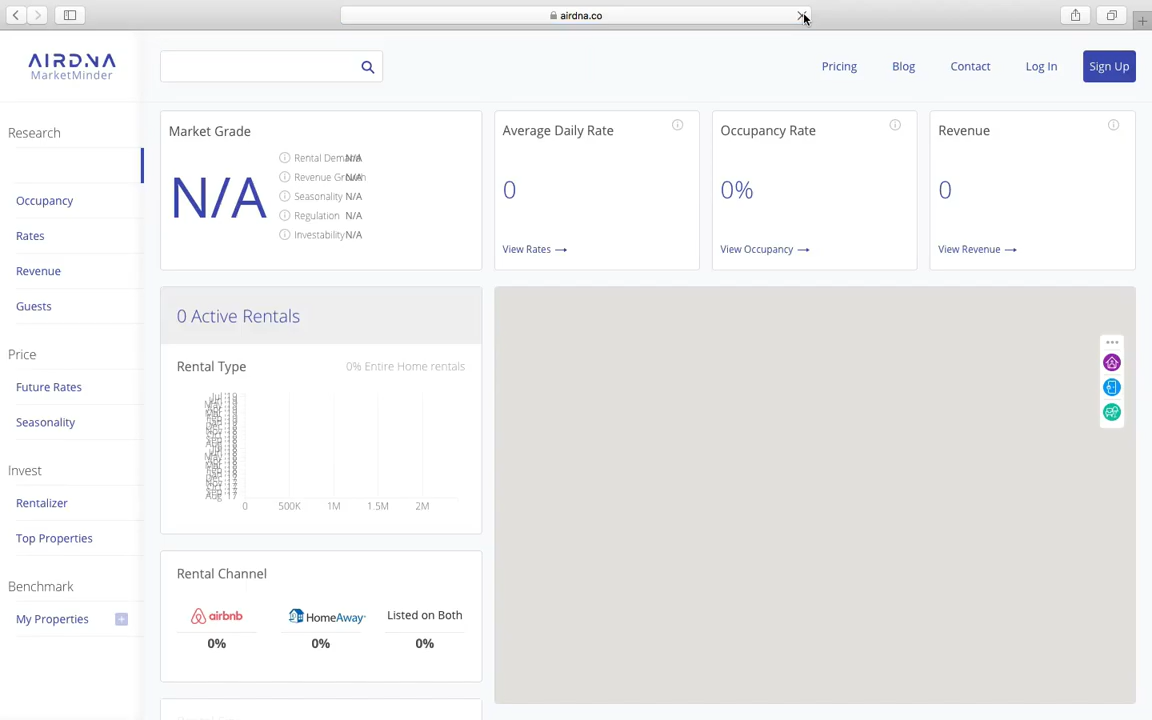 airdna.co
AIRDNA
MarketMinder
Pricing
Blog
Contact
Log In
Sign Up
Research
Occupancy
Rates
Revenue
Guests
Price
Future Rates
Seasonality
Invest
Rentalizer
Top Properties
Benchmark
My Properties
Market Grade
N/A
Rental Demand N/A
Revenue Growth N/A
Seasonality N/A
Regulation N/A
Investability N/A
Average Daily Rate
0
View Rates →
Occupancy Rate
0%
View Occupancy →
Revenue
0
View Revenue →
0 Active Rentals
Rental Type
0% Entire Home rentals
0 500K 1M 1.5M 2M
Rental Channel
airbnb
HomeAway
Listed on Both
0%
0%
0%